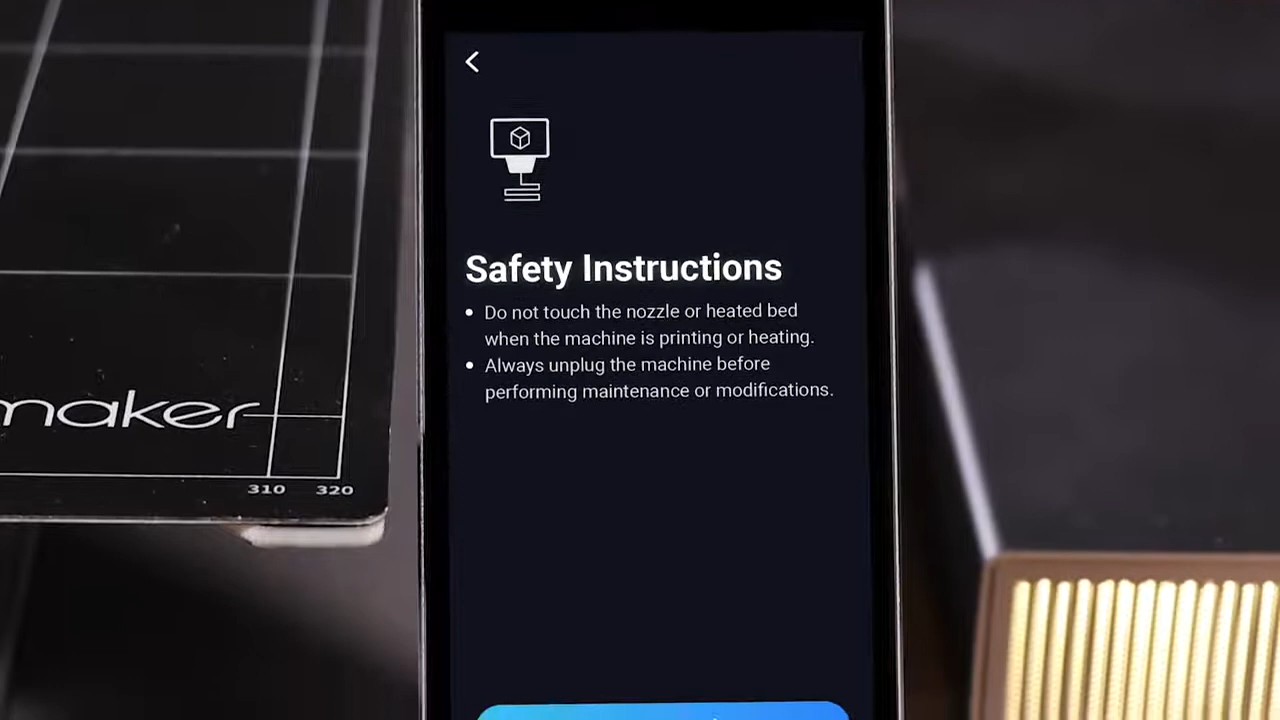 Safety Instructions
• Do not touch the nozzle or heated bed
when the machine is printing or heating.
• Always unplug the machine before
performing maintenance or modifications.
maker
310 320